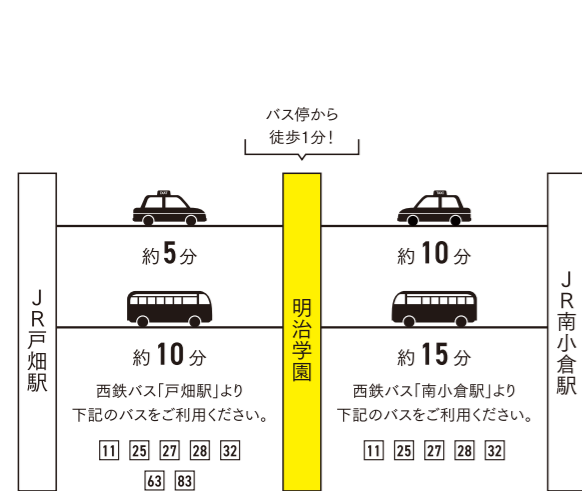 バス停から
徒歩1分!
TAXI
TAXI
約5分
約10分
JR戸畑駅
明治学園
JR南小倉駅
約10分
約15分
西鉄バス「戸畑駅」より
下記のバスをご利用ください。
11 25 27 28 32
63 83
西鉄バス「南小倉駅」より
下記のバスをご利用ください。
11 25 27 28 32